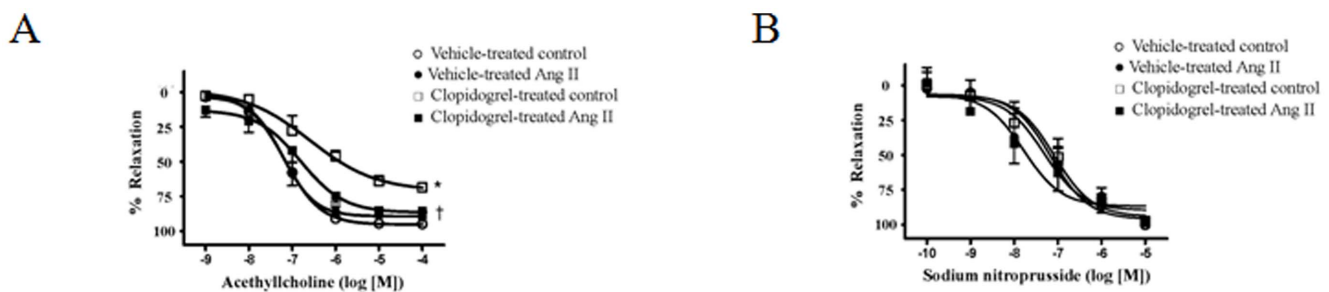 A
Vehicle-treated control
Vehicle-treated Ang II
Clopidogrel-treated control
Clopidogrel-treated Ang II
0
25
50
75
100
% Relaxation
*
†
-9 -8 -7 -6 -5 -4
Acethyllcholine (log [M])
B
Vehicle-treated control
Vehicle-treated Ang II
Clopidogrel-treated control
Clopidogrel-treated Ang II
0
25
50
75
100
% Relaxation
-10 -9 -8 -7 -6 -5
Sodium nitroprusside (log [M])